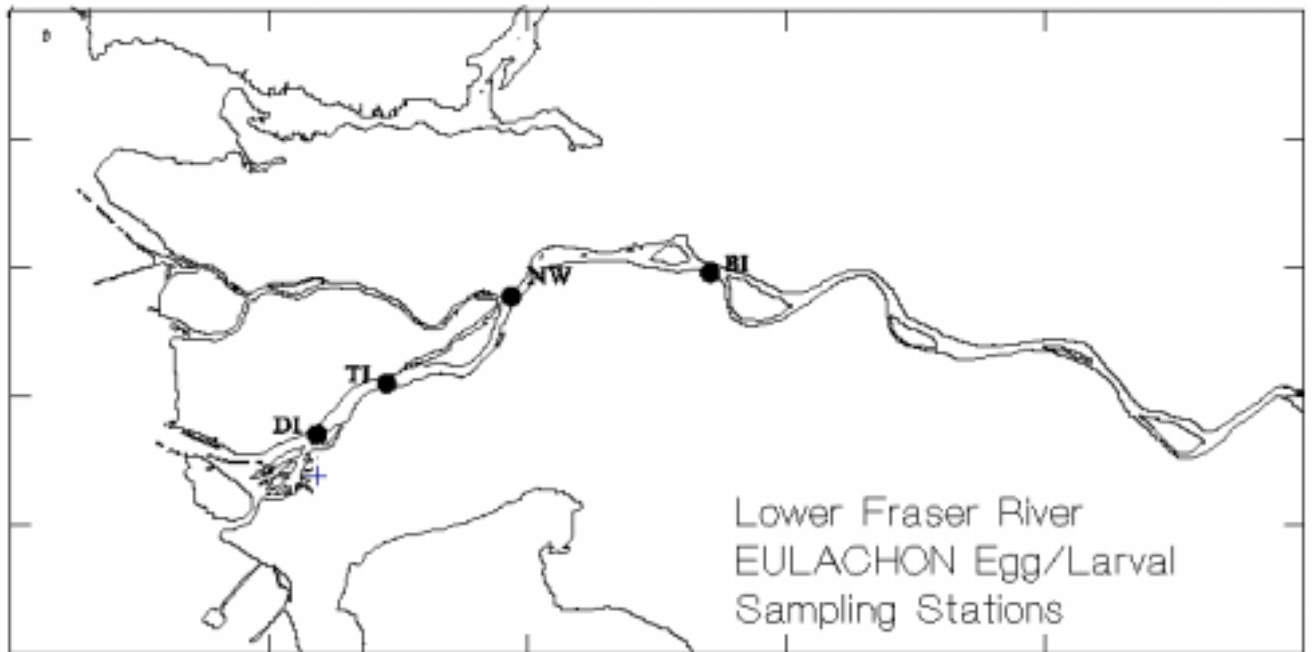 BI
NW
TI
DI
Lower Fraser River
EULACHON Egg/Larval
Sampling Stations